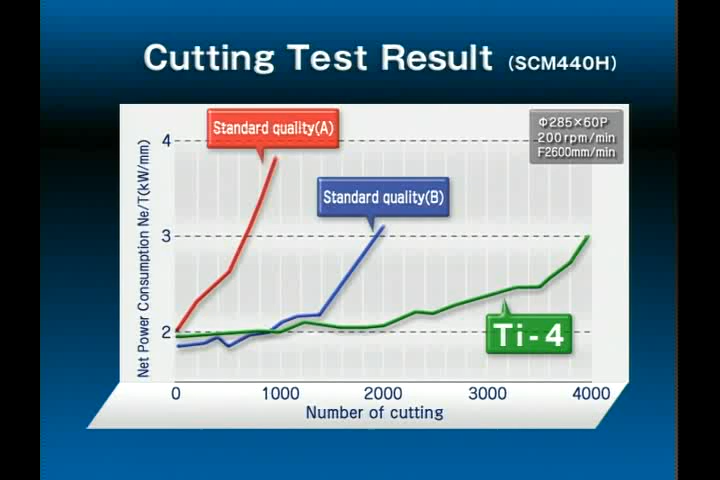 Cutting Test Result (SCM440H)
Net Power Consumption Ne/T(kW/mm)
4
3
2
Standard quality(A)
Standard quality(B)
Ti-4
Φ285×60P
200rpm/min
F2600mm/min
0 1000 2000 3000 4000
Number of cutting